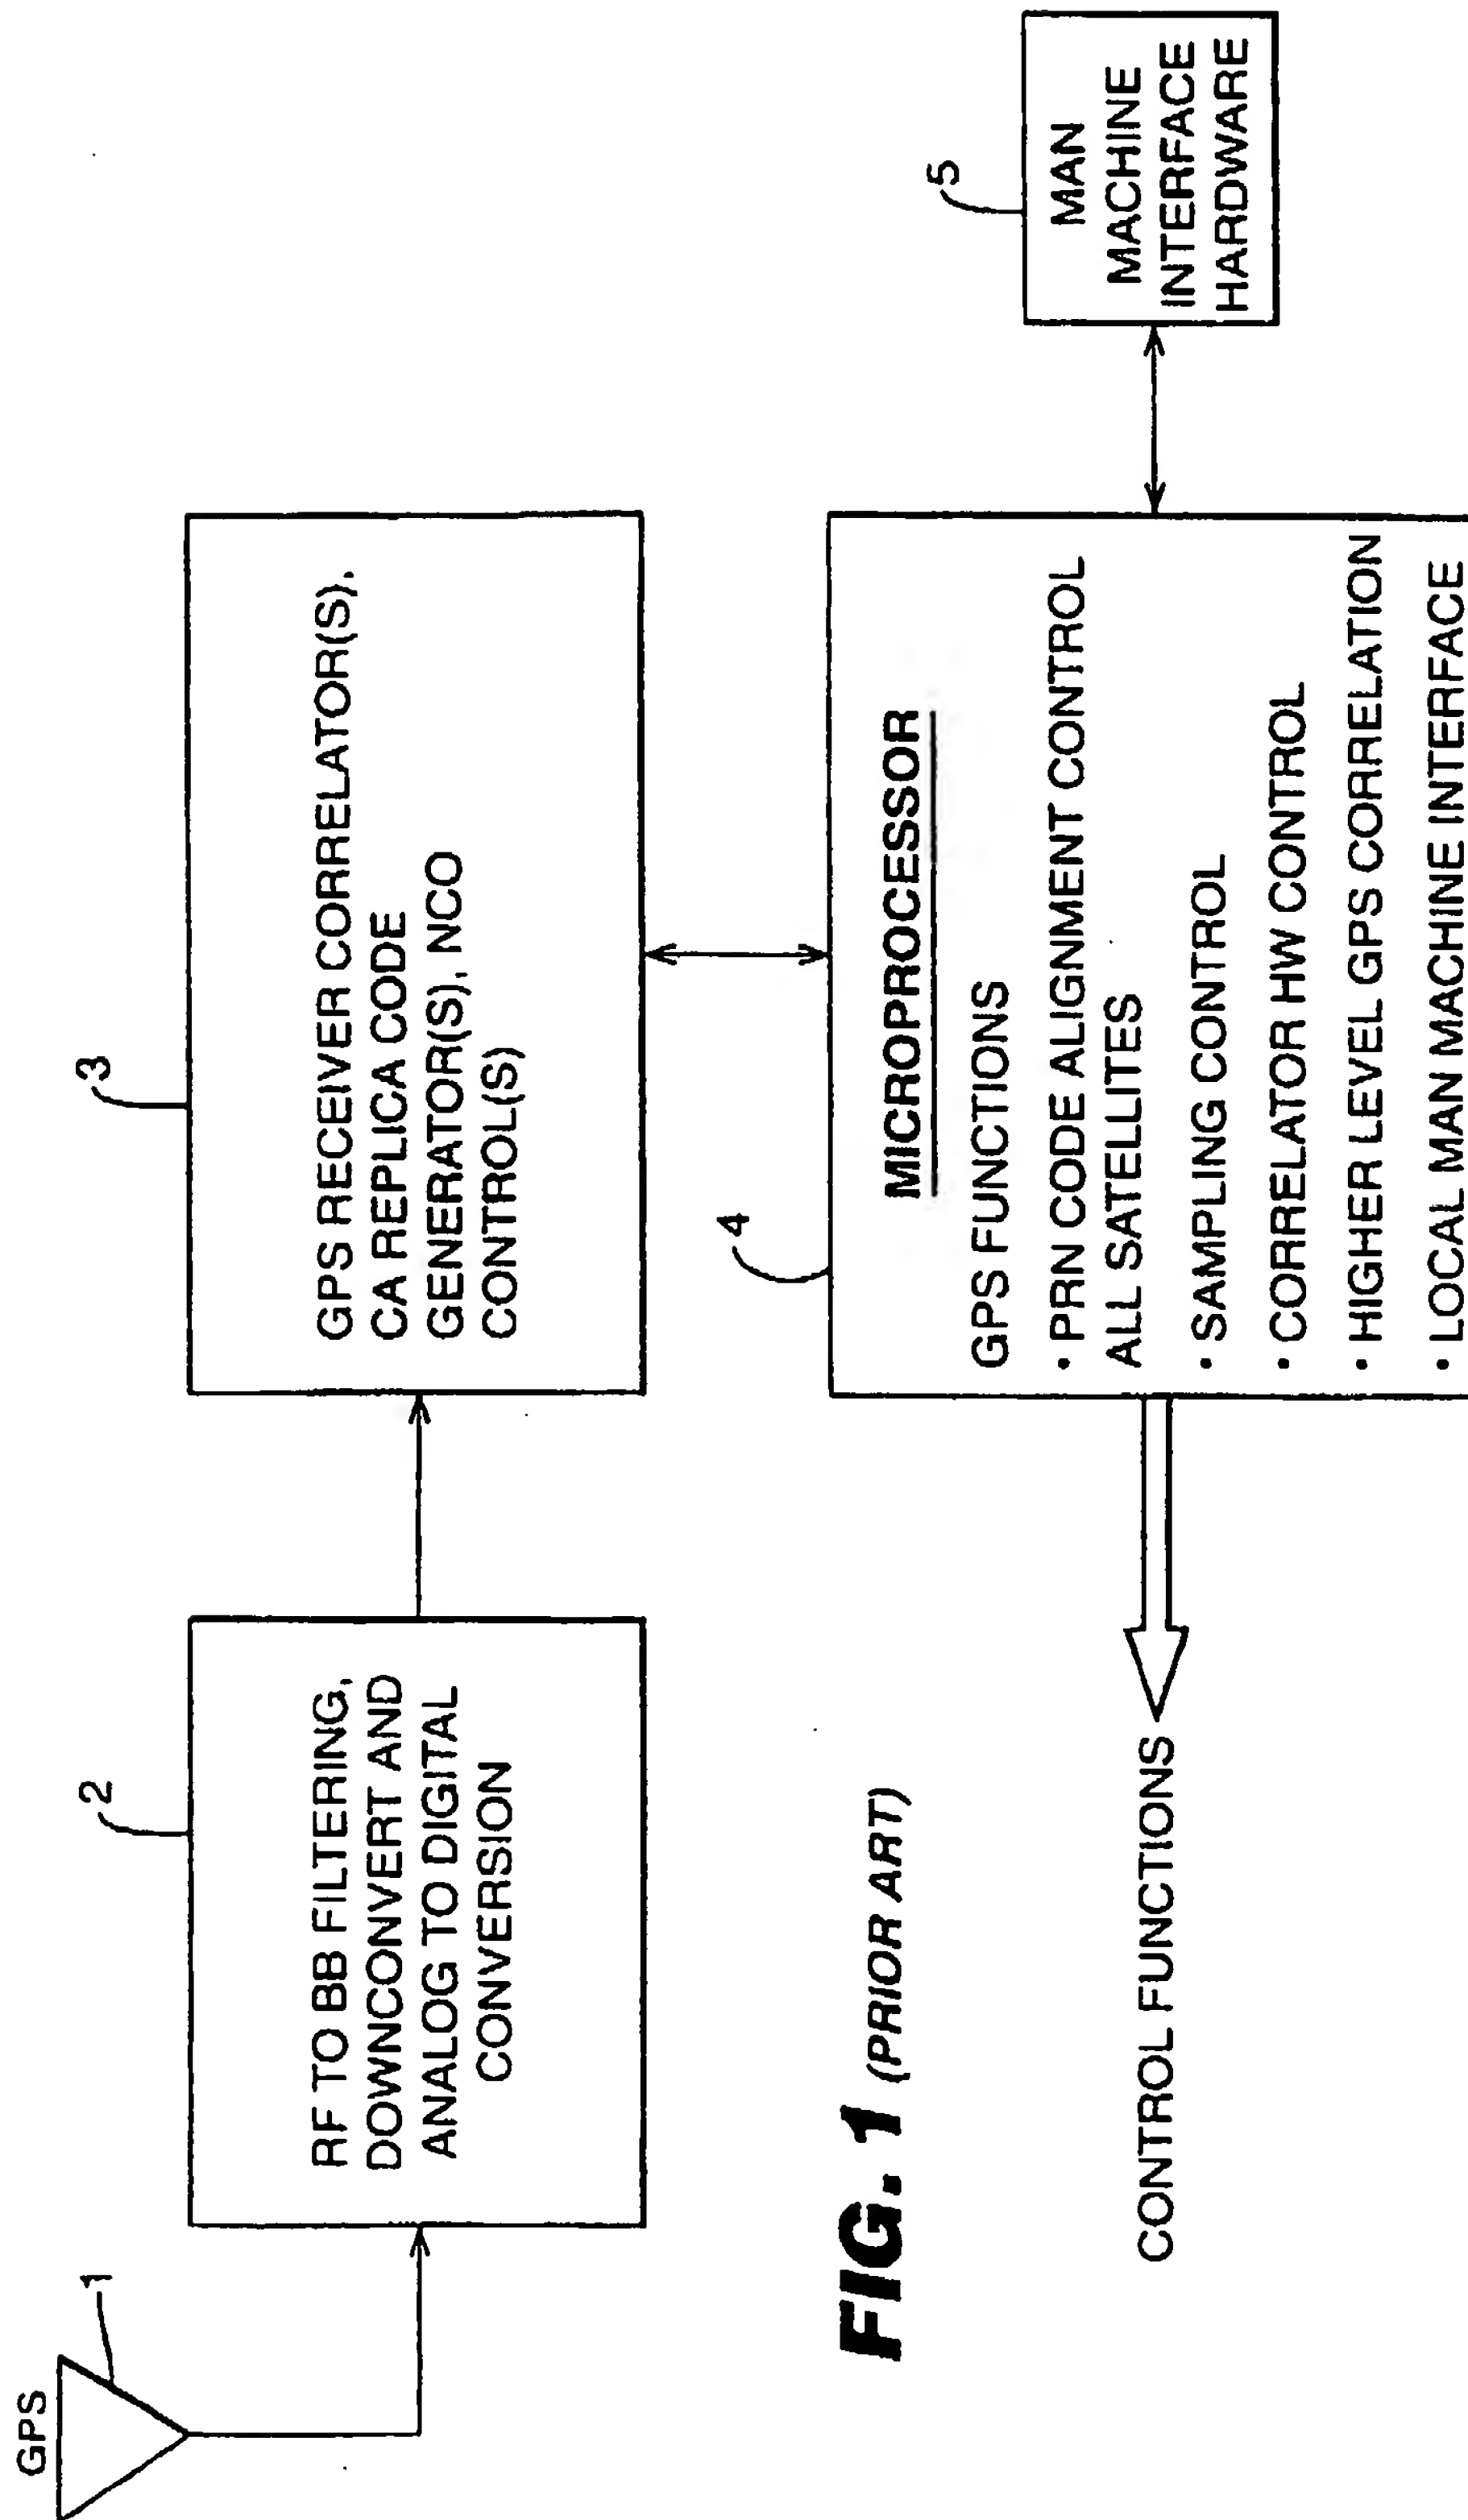 GPS
1
2
RF TO BB FILTERING,
DOWNCONVERT AND
ANALOG TO DIGITAL
CONVERSION
3
GPS RECEIVER CORRELATOR(S),
CA REPLICA CODE
GENERATOR(S), NCO
CONTROL(S)
4
MICROPROCESSOR
GPS FUNCTIONS
• PRN CODE ALIGNMENT CONTROL
ALL SATELLITES
• SAMPLING CONTROL
• CORRELATOR HW CONTROL
• HIGHER LEVEL GPS CORRELATION
• LOCAL MAN MACHINE INTERFACE
5
MAN
MACHINE
INTERFACE
HARDWARE
CONTROL FUNCTIONS
FIG. 1 (PRIOR ART)